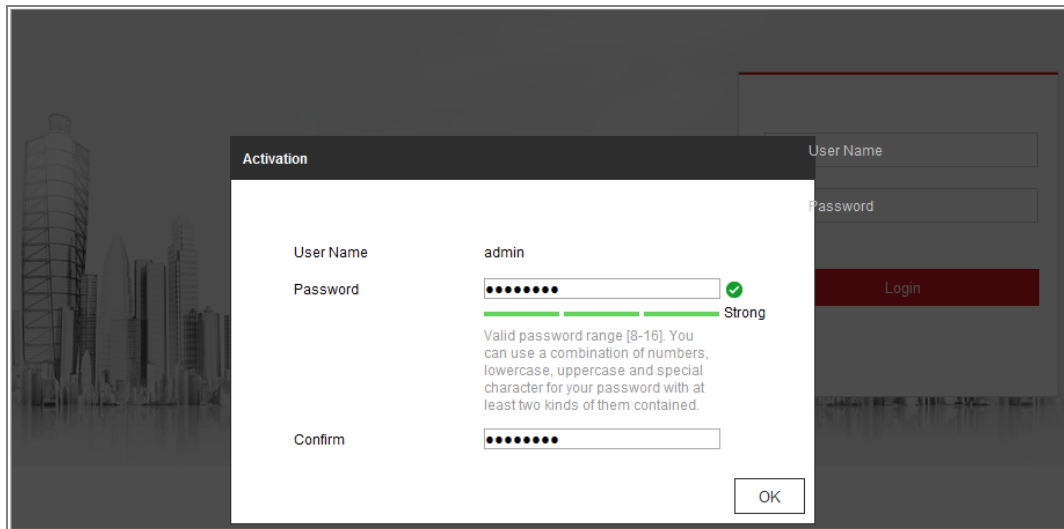 Activation
User Name
Password
Login
User Name admin
Password ●●●●●●●●
Strong
Valid password range [8-16]. You
can use a combination of numbers,
lowercase, uppercase and special
character for your password with at
least two kinds of them contained.
Confirm ●●●●●●●●
OK